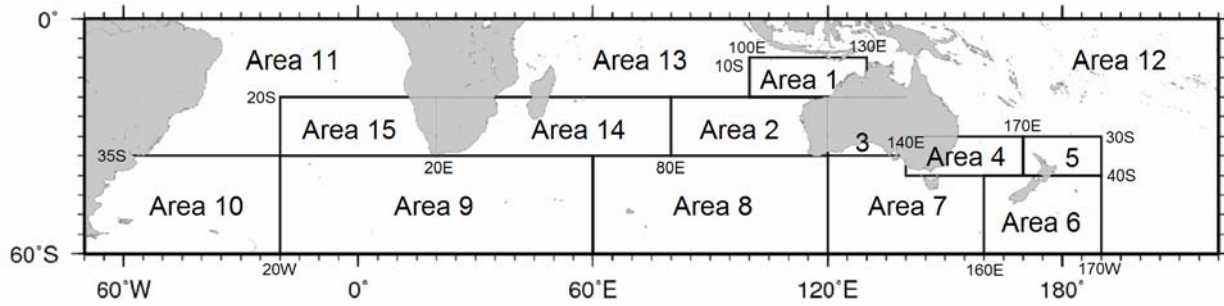 0°
Area 11
Area 13
100E
130E
10S
Area 1
Area 12
20S
Area 15
Area 14
Area 2
3
140E
170E
30S
Area 4
5
35S
20E
80E
40S
Area 10
Area 9
Area 8
Area 7
Area 6
60°S
20W
160E
170W
60°W
0°
60°E
120°E
180°